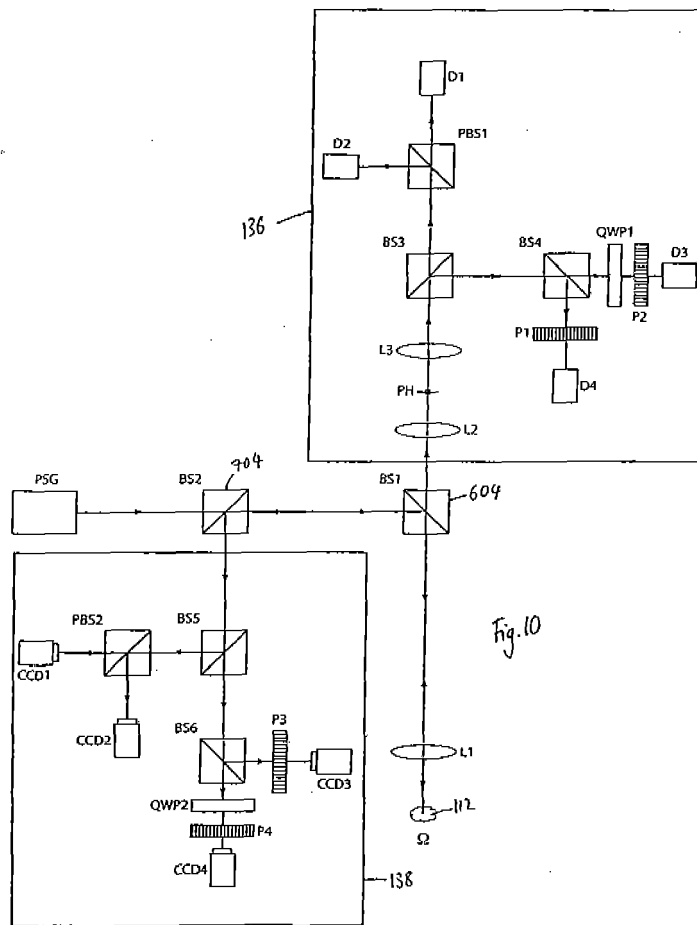 D1
D2
PBS1
136
BS3
BS4
QWP1
D3
P2
P1
L3
D4
PH
L2
PSG
BS2
904
BS1
604
PBS2
BS5
CCD1
Fig.10
CCD2
BS6
P3
CCD3
L1
QWP2
P4
112
Ω
CCD4
138